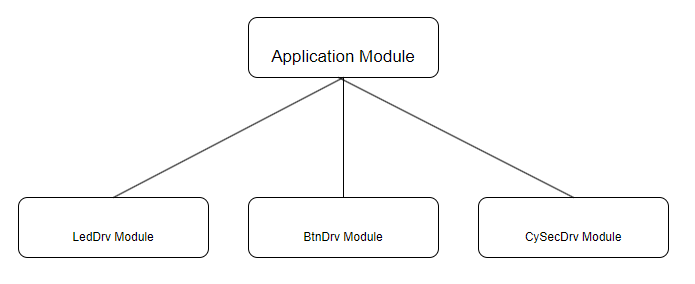 Application Module
LedDrv Module
BtnDrv Module
CySecDrv Module